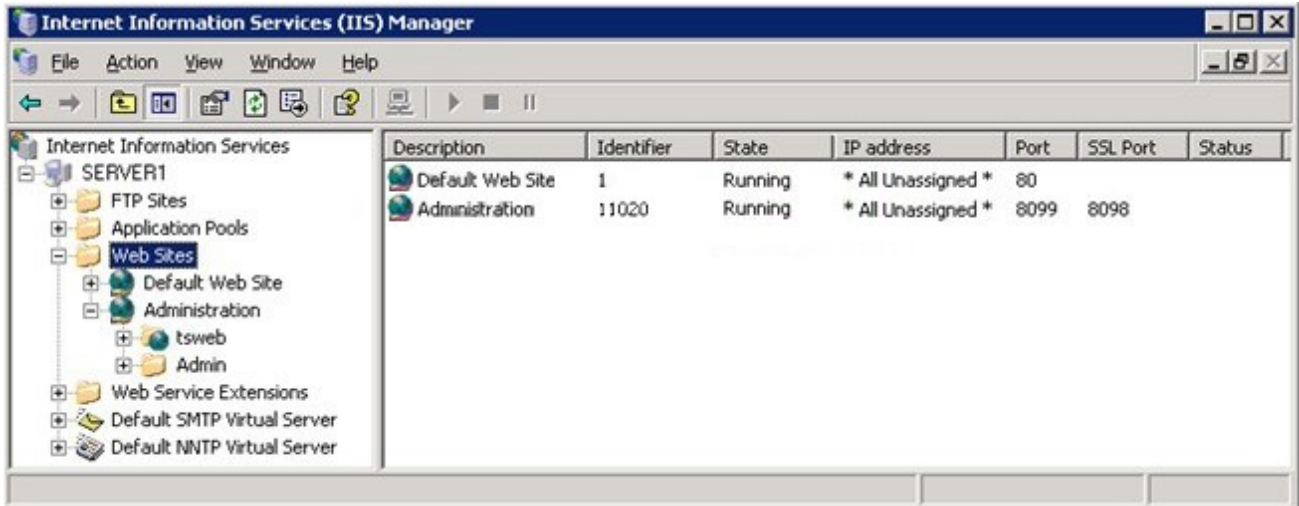 Internet Information Services (IIS) Manager
File Action View Window Help
Internet Information Services
SERVER1
FTP Sites
Application Pools
Web Sites
Default Web Site
Administration
tsweb
Admin
Web Service Extensions
Default SMTP Virtual Server
Default NNTP Virtual Server
Description Identifier State IP address Port SSL Port Status
Default Web Site 1 Running * All Unassigned * 80
Administration 11020 Running * All Unassigned * 8099 8098